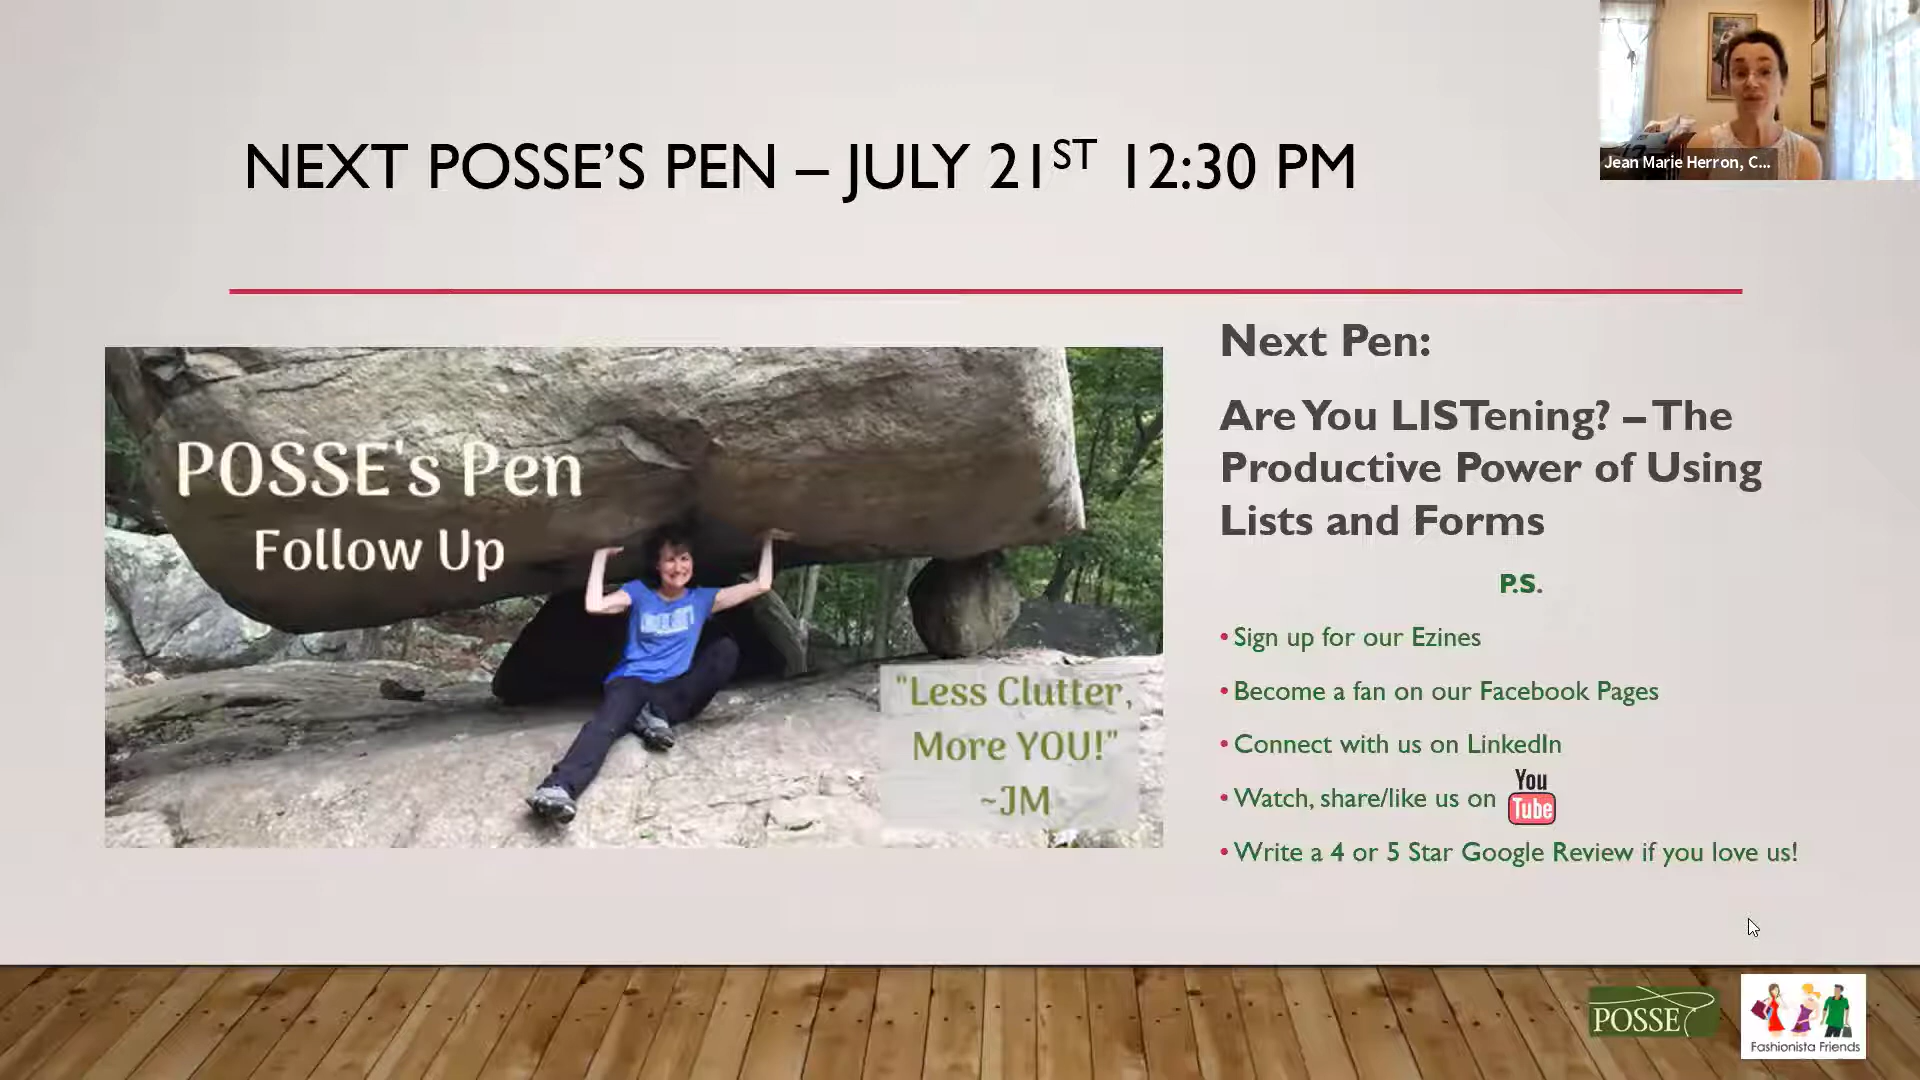 NEXT POSSE'S PEN – JULY 21ST 12:30 PM
Jean Marie Herron, C...
POSSE's Pen
Follow Up
"Less Clutter,
More YOU!"
~JM
Next Pen:
Are You LISTening? – The
Productive Power of Using
Lists and Forms
P.S.
• Sign up for our Ezines
• Become a fan on our Facebook Pages
• Connect with us on LinkedIn
• Watch, share/like us on You
Tube
• Write a 4 or 5 Star Google Review if you love us!
POSSE
Fashionista Friends